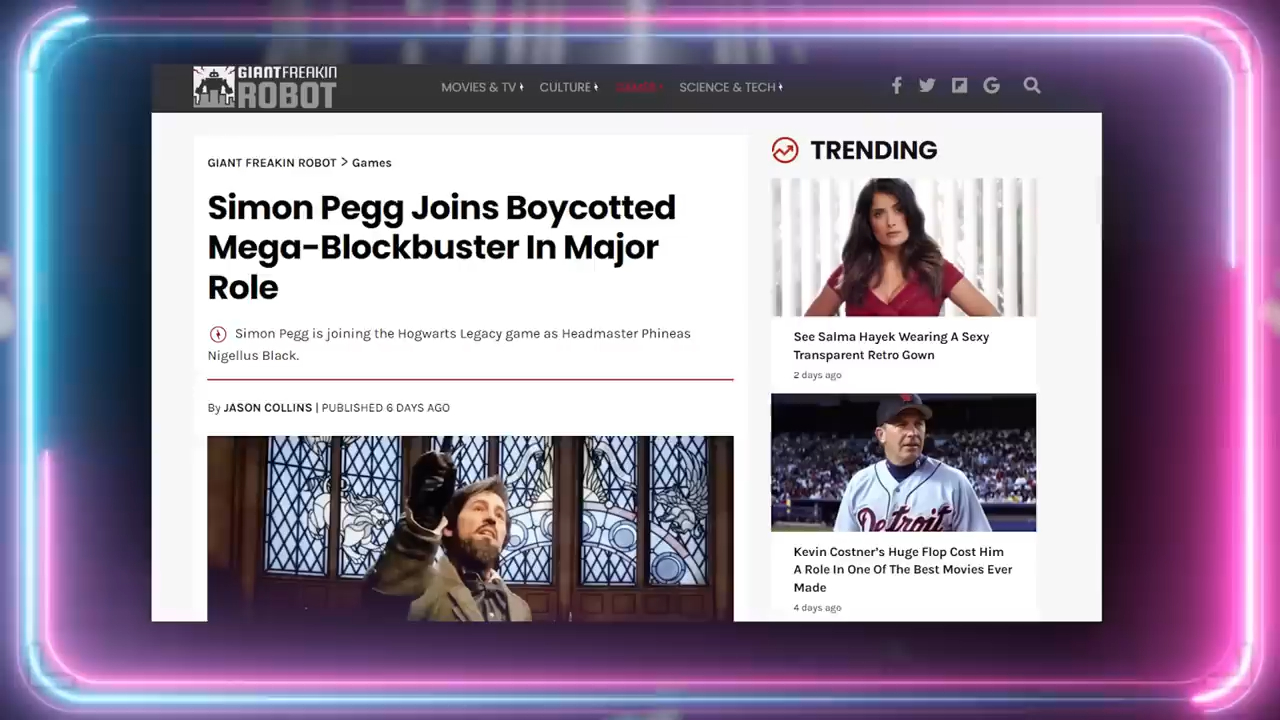 GIANT FREAKIN
ROBOT
MOVIES & TV
CULTURE
GAMES
SCIENCE & TECH
GIANT FREAKIN ROBOT > Games
Simon Pegg Joins Boycotted
Mega-Blockbuster In Major
Role
Simon Pegg is joining the Hogwarts Legacy game as Headmaster Phineas
Nigellus Black.
By JASON COLLINS | PUBLISHED 6 DAYS AGO
TRENDING
See Salma Hayek Wearing A Sexy
Transparent Retro Gown
2 days ago
Detroit
Kevin Costner's Huge Flop Cost Him
A Role In One Of The Best Movies Ever
Made
4 days ago